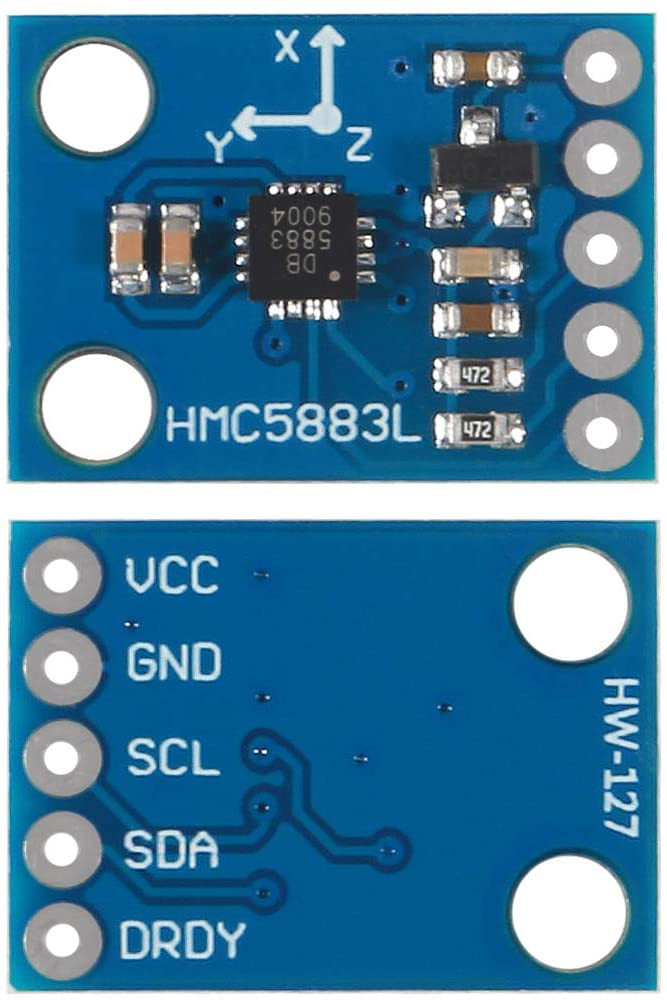 X
Y
Z
DB
5883
9004
472
HMC5883L
472
VCC
GND
SCL
SDA
DRDY
HW-127